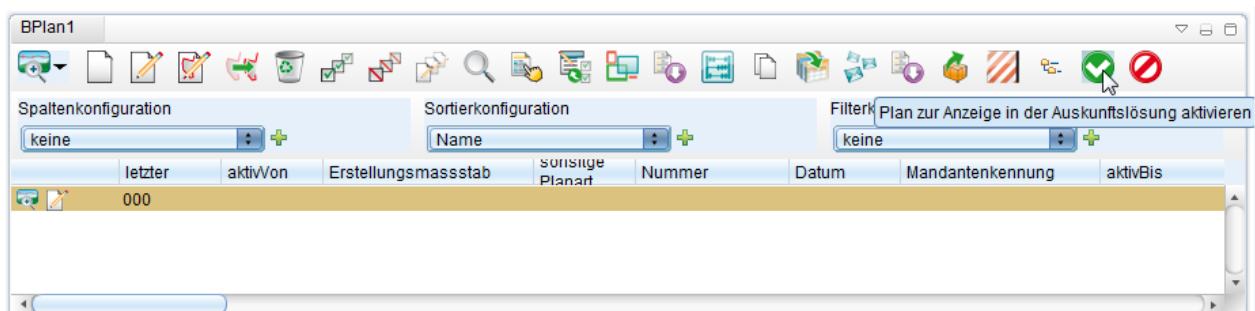 BPlan1
Spaltenkonfiguration Sortierkonfiguration Filterk
Plan zur Anzeige in der Auskunftslösung aktivieren
keine Name keine
letzter aktivVon Erstellungsmassstab sonsitge Planart Nummer Datum Mandantenkennung aktivBis
000